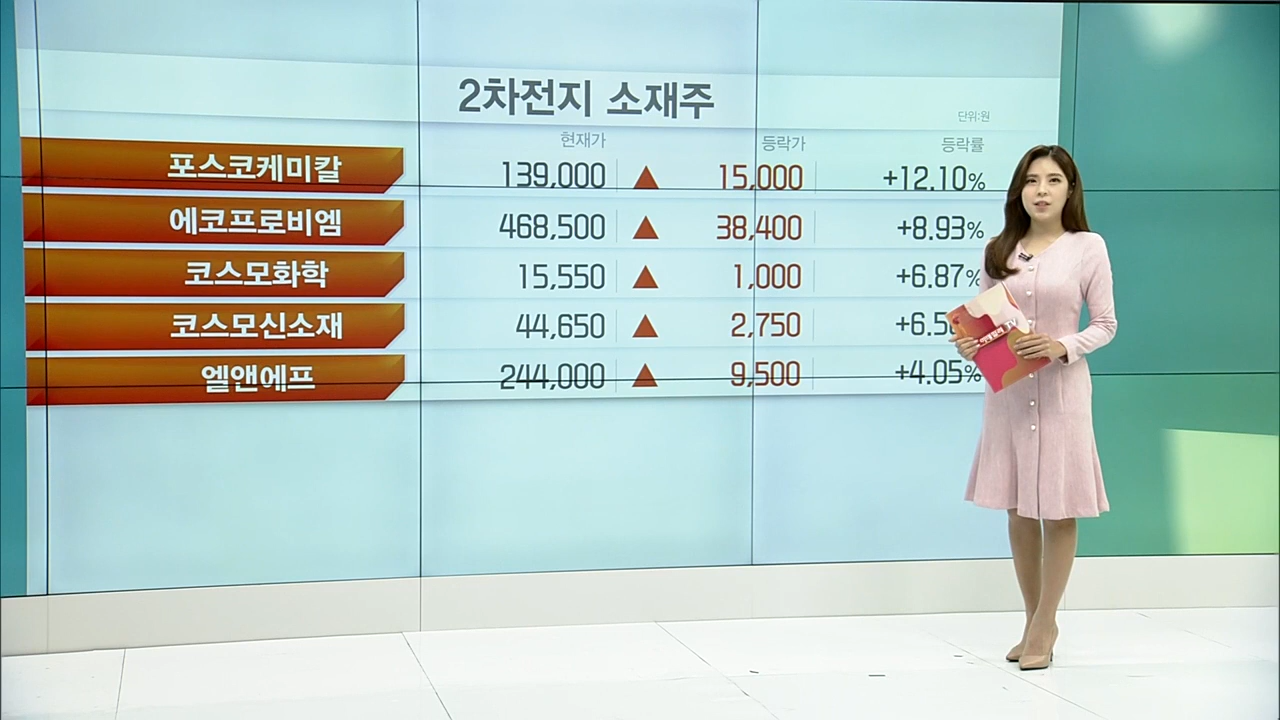 2차전지 소재주
단위:원
현재가 등락가 등락률
포스코케미칼 139,000 ▲ 15,000 +12.10%
에코프로비엠 468,500 ▲ 38,400 +8.93%
코스모화학 15,550 ▲ 1,000 +6.87%
코스모신소재 44,650 ▲ 2,750
엘앤에프 244,000 ▲ 9,500 +4.05%